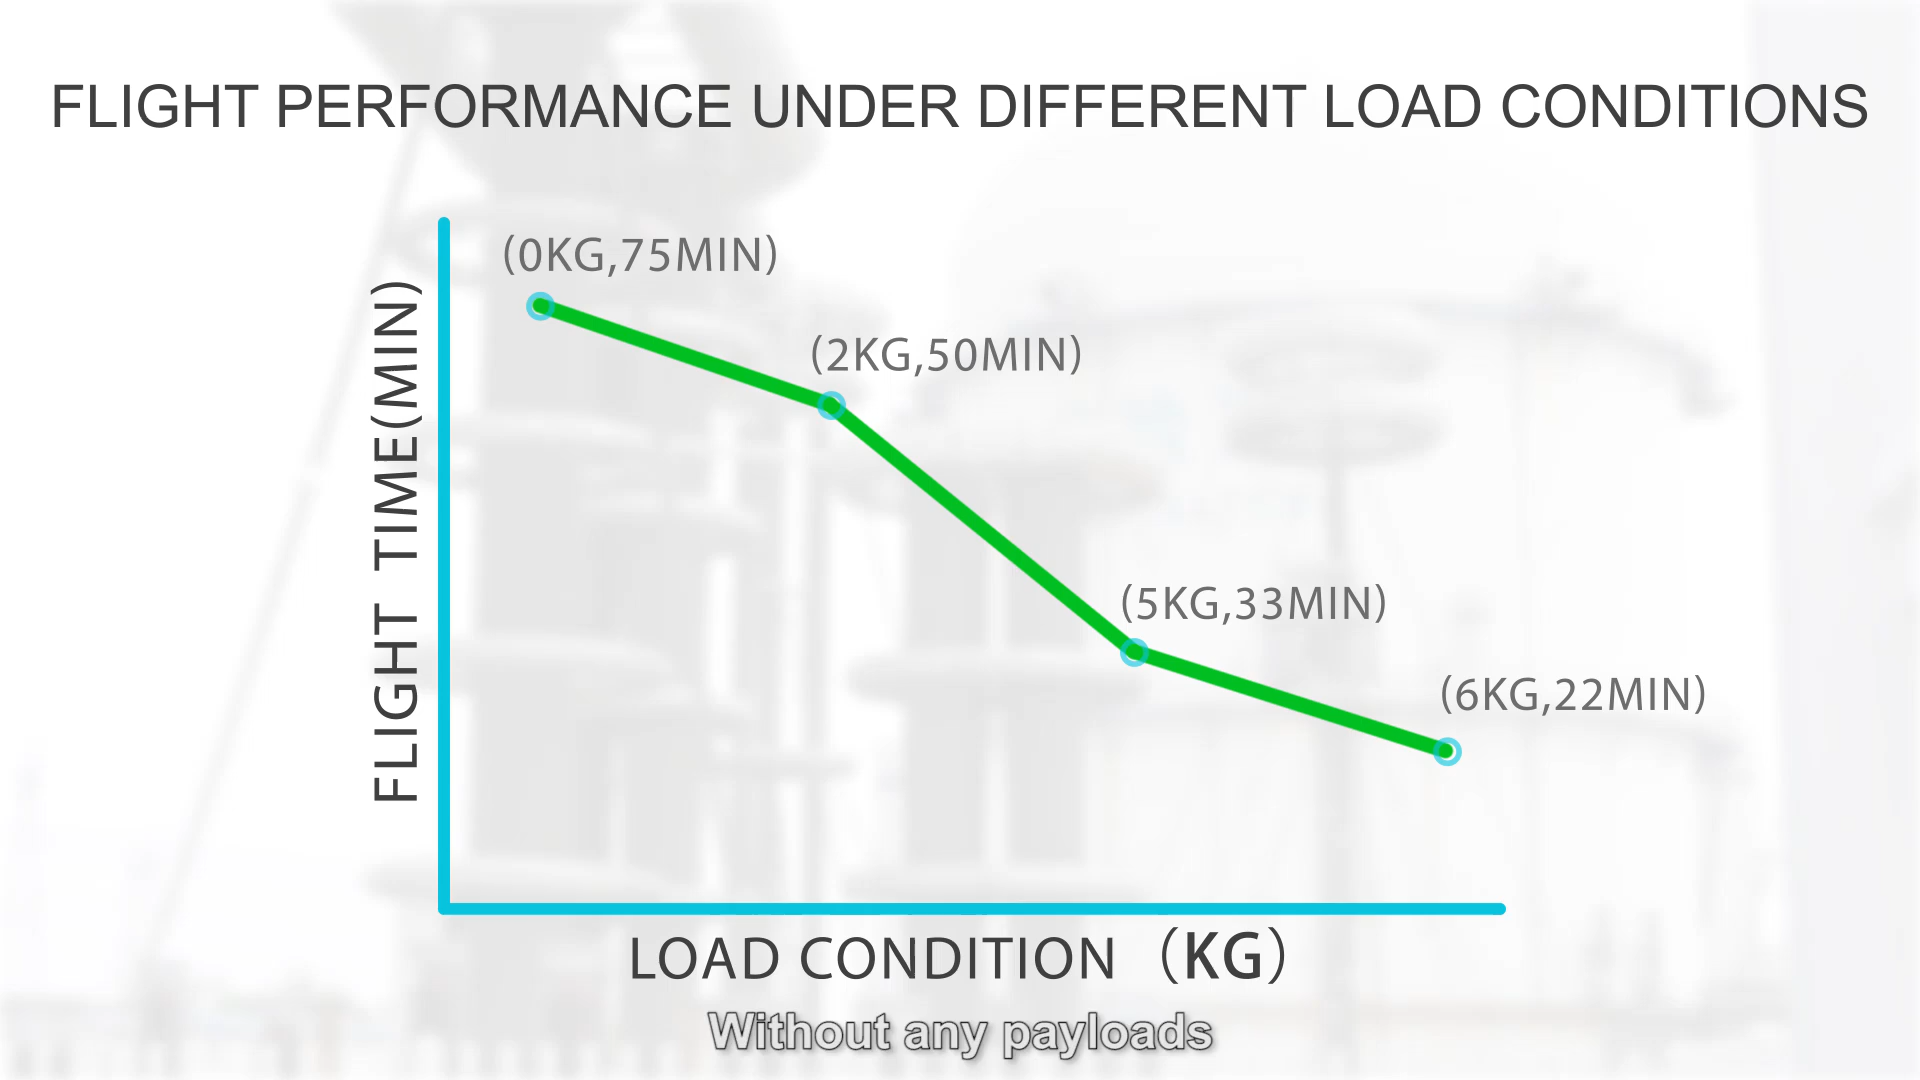 FLIGHT PERFORMANCE UNDER DIFFERENT LOAD CONDITIONS
(0KG,75MIN)
(2KG,50MIN)
(5KG,33MIN)
(6KG,22MIN)
FLIGHT TIME(MIN)
LOAD CONDITION（KG）
Without any payloads